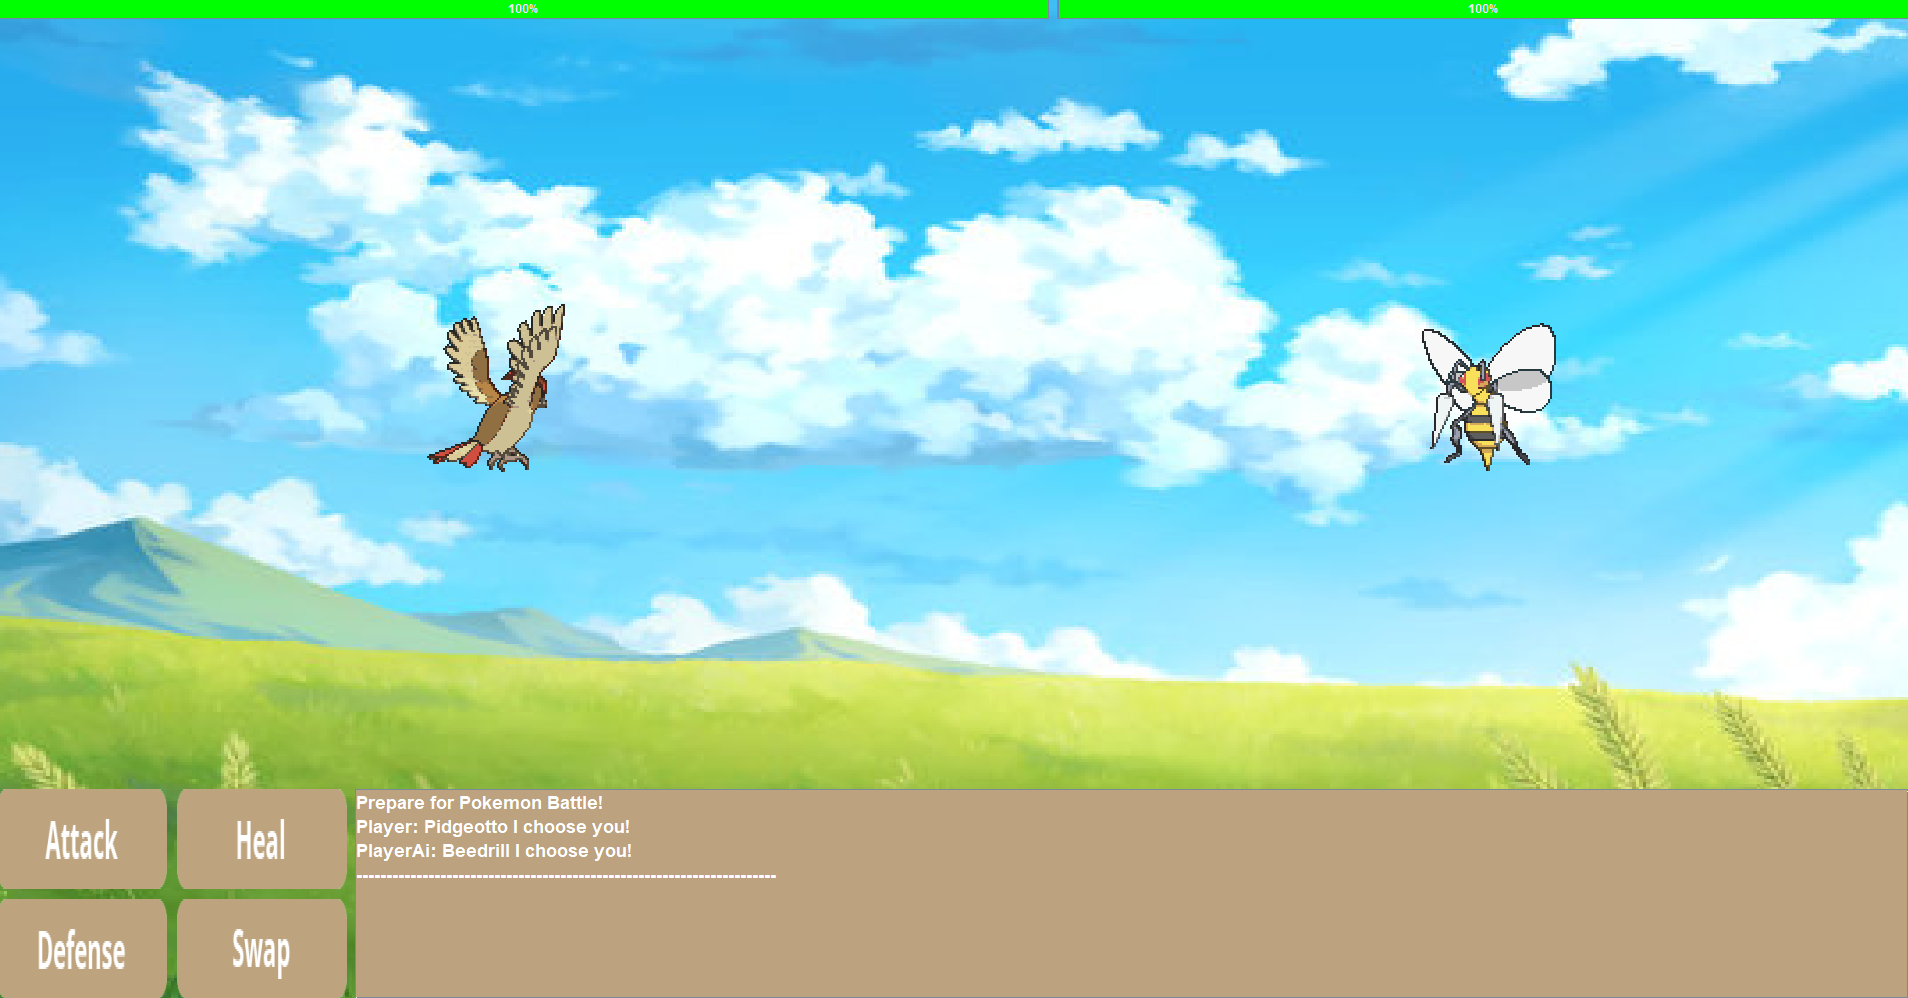 100%
100%
Prepare for Pokemon Battle!
Player: Pidgeotto I choose you!
PlayerAi: Beedrill I choose you!
----------------------------------------------------------------------
Attack
Heal
Defense
Swap